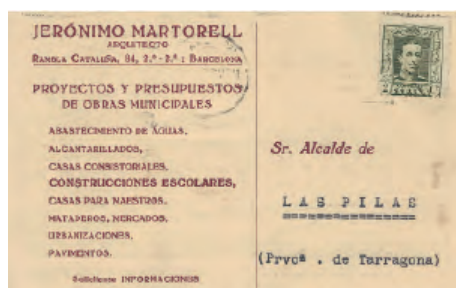 JERÓNIMO MARTORELL
ARQUITECTO
RAMBLA CATALUÑA, 84, 2.º-2.ª : BARCELONA
PROYECTOS Y PRESUPUESTOS
DE OBRAS MUNICIPALES
ABASTECIMIENTO DE AGUAS,
ALCANTARILLADOS,
CASAS CONSISTORIALES,
CONSTRUCCIONES ESCOLARES,
CASAS PARA MAESTROS,
MATADEROS, MERCADOS,
URBANIZACIONES,
PAVIMENTOS.
Solicítense INFORMACIONES
Sr. Alcalde de
LAS PILAS
(Prvcª . de Tarragona)